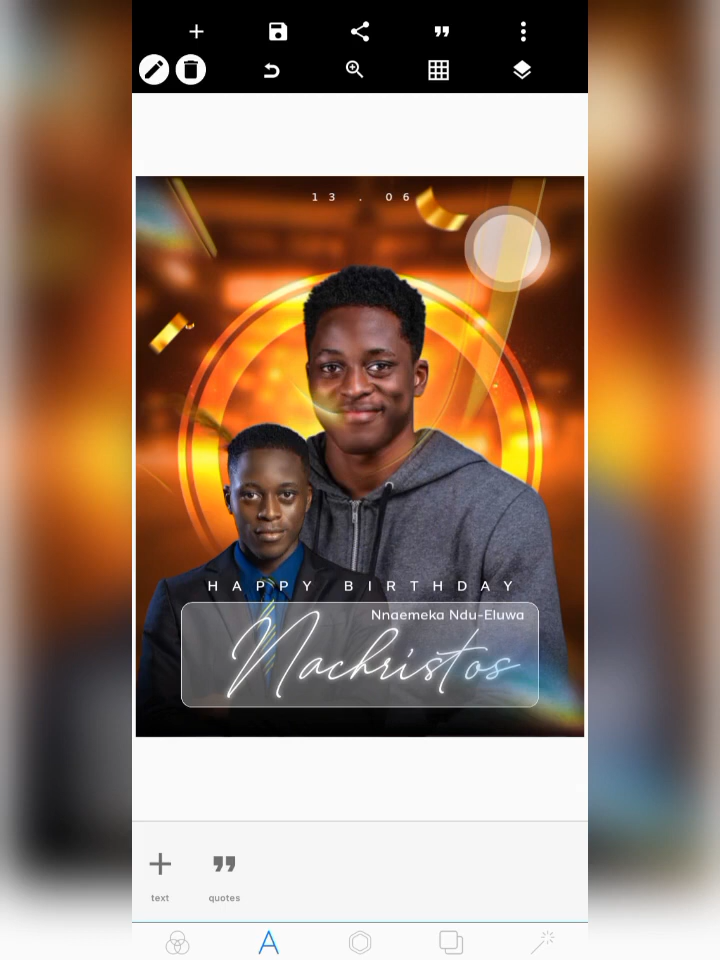 13 . 06
HAPPY BIRTHDAY
Nnaemeka Ndu-Eluwa
Nachristos
text
quotes